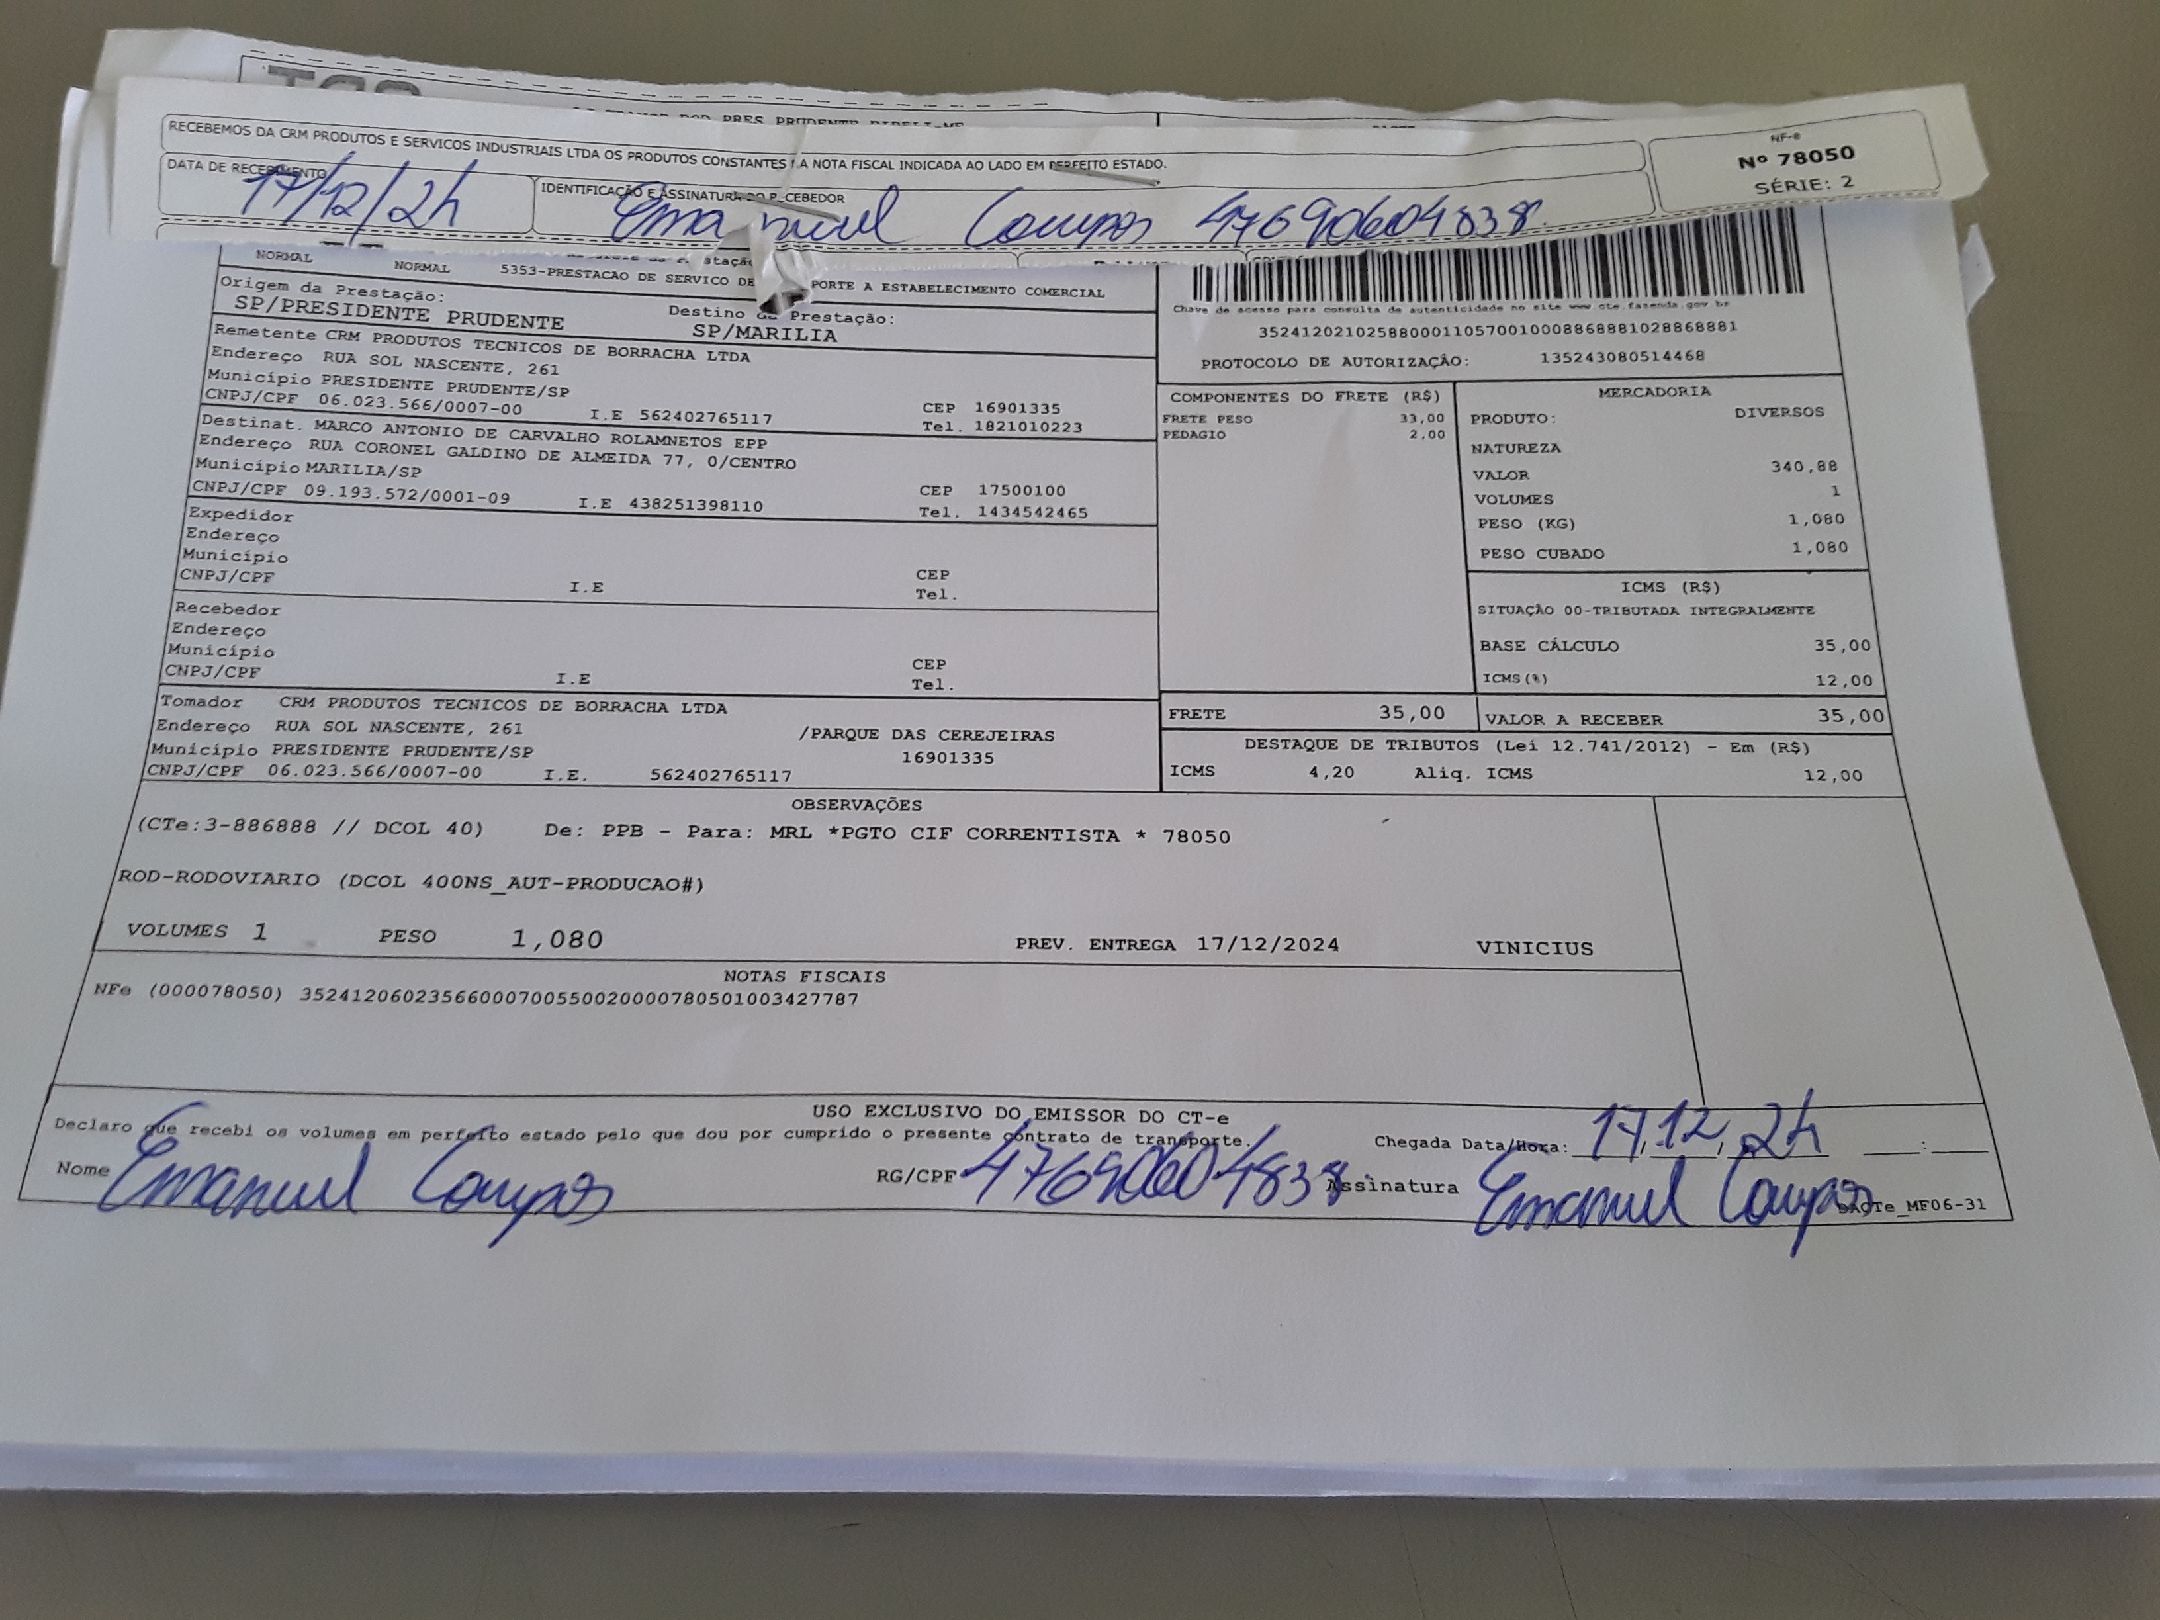 RECEBEMOS DA CRM PRODUTOS E SERVICOS INDUSTRIAIS LTDA OS PRODUTOS CONSTANTES NA NOTA FISCAL INDICADA AO LADO EM PERFEITO ESTADO.
NF-e
Nº 78050
SÉRIE: 2
DATA DE RECEBIMENTO
17/12/24
IDENTIFICAÇÃO E ASSINATURA DO RECEBEDOR
Emanuel Campos 47690604838
NORMAL NORMAL 5353-PRESTACAO DE SERVICO DE PORTE A ESTABELECIMENTO COMERCIAL
Origem da Prestação:
SP/PRESIDENTE PRUDENTE
Destino da Prestação:
SP/MARILIA
Chave de acesso para consulta de autenticidade no site www.cte.fazenda.gov.br
35241202102588000110570010008868881028868881
PROTOCOLO DE AUTORIZAÇÃO: 135243080514468
Remetente CRM PRODUTOS TECNICOS DE BORRACHA LTDA
Endereço RUA SOL NASCENTE, 261
Município PRESIDENTE PRUDENTE/SP CEP 16901335
CNPJ/CPF 06.023.566/0007-00 I.E 562402765117 Tel. 1821010223
Destinat. MARCO ANTONIO DE CARVALHO ROLAMNETOS EPP
Endereço RUA CORONEL GALDINO DE ALMEIDA 77, 0/CENTRO
Município MARILIA/SP CEP 17500100
CNPJ/CPF 09.193.572/0001-09 I.E 438251398110 Tel. 1434542465
Expedidor
Endereço
Município CEP
CNPJ/CPF I.E Tel.
Recebedor
Endereço
Município CEP
CNPJ/CPF I.E Tel.
Tomador CRM PRODUTOS TECNICOS DE BORRACHA LTDA
Endereço RUA SOL NASCENTE, 261 /PARQUE DAS CEREJEIRAS
Município PRESIDENTE PRUDENTE/SP 16901335
CNPJ/CPF 06.023.566/0007-00 I.E. 562402765117
COMPONENTES DO FRETE (R$)
FRETE PESO 33,00
PEDAGIO 2,00
MERCADORIA
PRODUTO: DIVERSOS
NATUREZA
VALOR 340,88
VOLUMES 1
PESO (KG) 1,080
PESO CUBADO 1,080
ICMS (R$)
SITUAÇÃO 00-TRIBUTADA INTEGRALMENTE
BASE CÁLCULO 35,00
ICMS(%) 12,00
FRETE 35,00 VALOR A RECEBER 35,00
DESTAQUE DE TRIBUTOS (Lei 12.741/2012) - Em (R$)
ICMS 4,20 Aliq. ICMS 12,00
OBSERVAÇÕES
(CTe:3-886888 // DCOL 40) De: PPB - Para: MRL *PGTO CIF CORRENTISTA * 78050
ROD-RODOVIARIO (DCOL 400NS_AUT-PRODUCAO#)
VOLUMES 1 PESO 1,080 PREV. ENTREGA 17/12/2024 VINICIUS
NOTAS FISCAIS
NFe (000078050) 35241206023566000700550020000780501003427787
USO EXCLUSIVO DO EMISSOR DO CT-e
Declaro que recebi os volumes em perfeito estado pelo que dou por cumprido o presente contrato de transporte. Chegada Data/Hora: 17,12,24 :
Nome Emanuel Campos RG/CPF 47690604838 Assinatura Emanuel Campos
DACTe_MF06-31